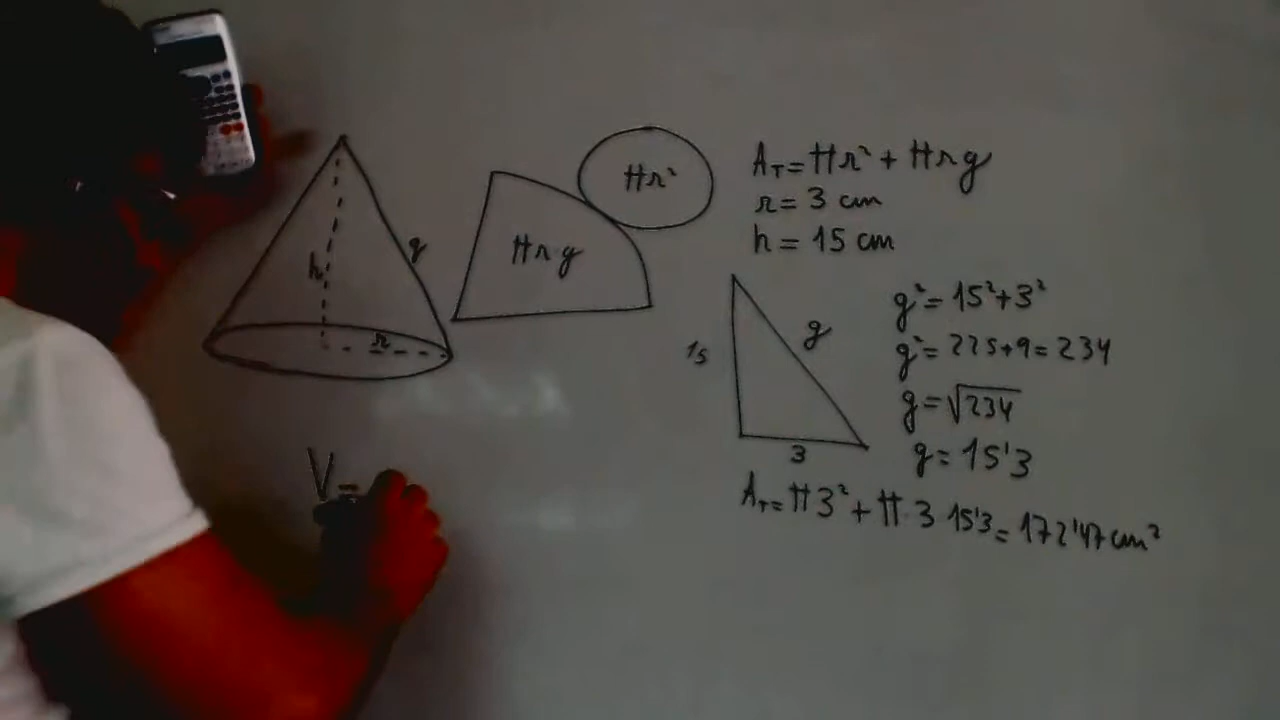 h
g
r
πr g
πr²
A_T = πr² + πrg
r = 3 cm
h = 15 cm
15
g
3
g² = 15² + 3²
g² = 225 + 9 = 234
g = √234
g = 15'3
A_T = π 3² + π 3 15'3 = 172'47 cm²
V =